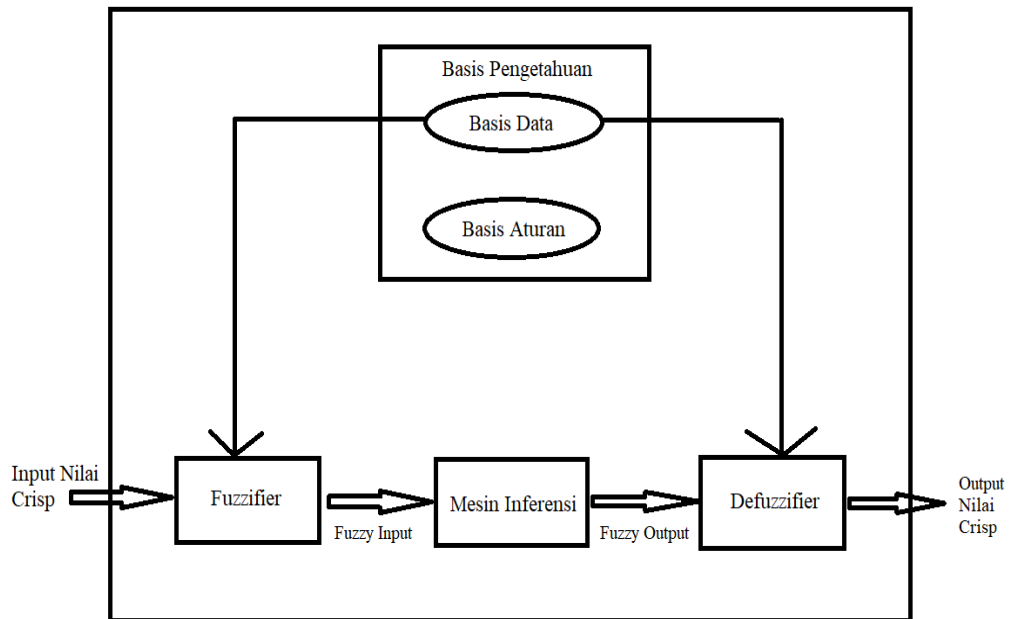 Basis Pengetahuan
Basis Data
Basis Aturan
Input Nilai
Crisp
Fuzzifier
Fuzzy Input
Mesin Inferensi
Fuzzy Output
Defuzzifier
Output
Nilai
Crisp